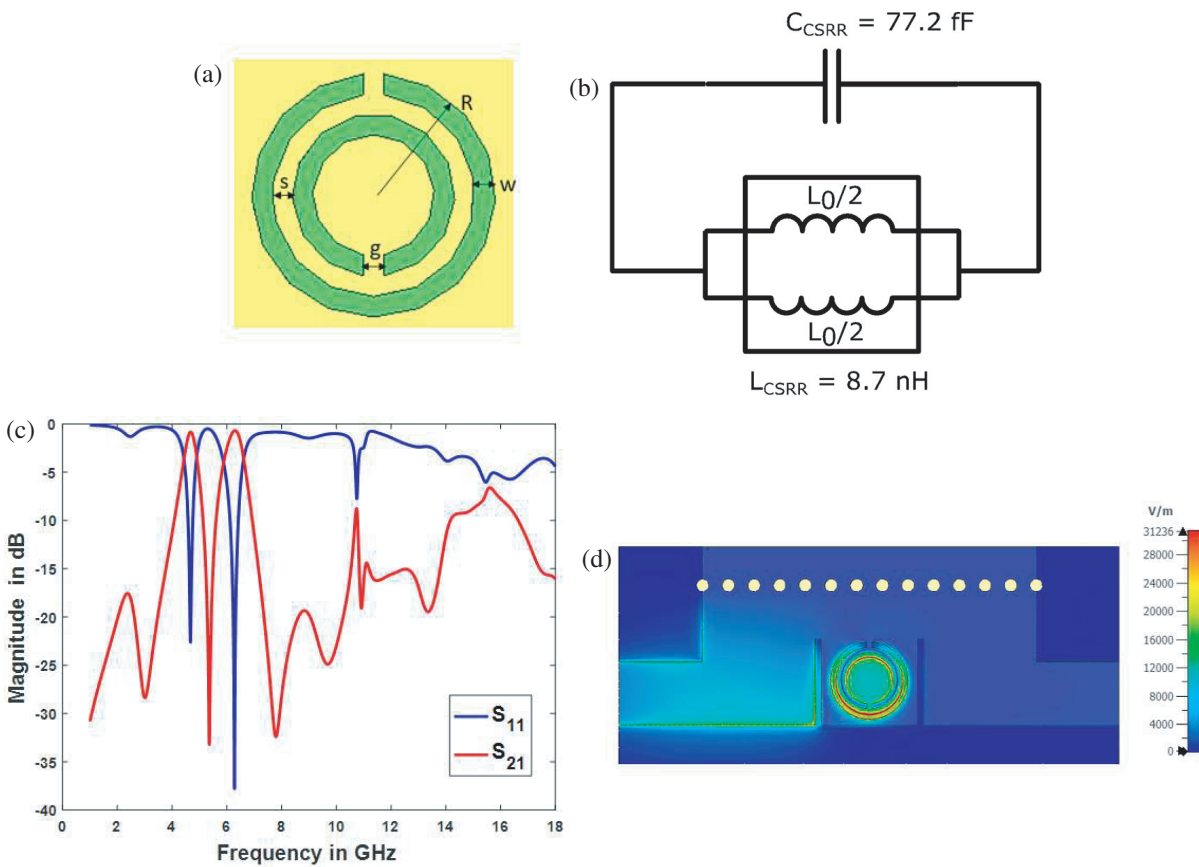 (a)
R
s
w
g
(b)
C_CSRR = 77.2 fF
L0/2
L0/2
L_CSRR = 8.7 nH
(c)
Magnitude in dB
0
-5
-10
-15
-20
-25
-30
-35
-40
0 2 4 6 8 10 12 14 16 18
Frequency in GHz
S11
S21
(d)
V/m
31236
28000
24000
20000
16000
12000
8000
4000
0